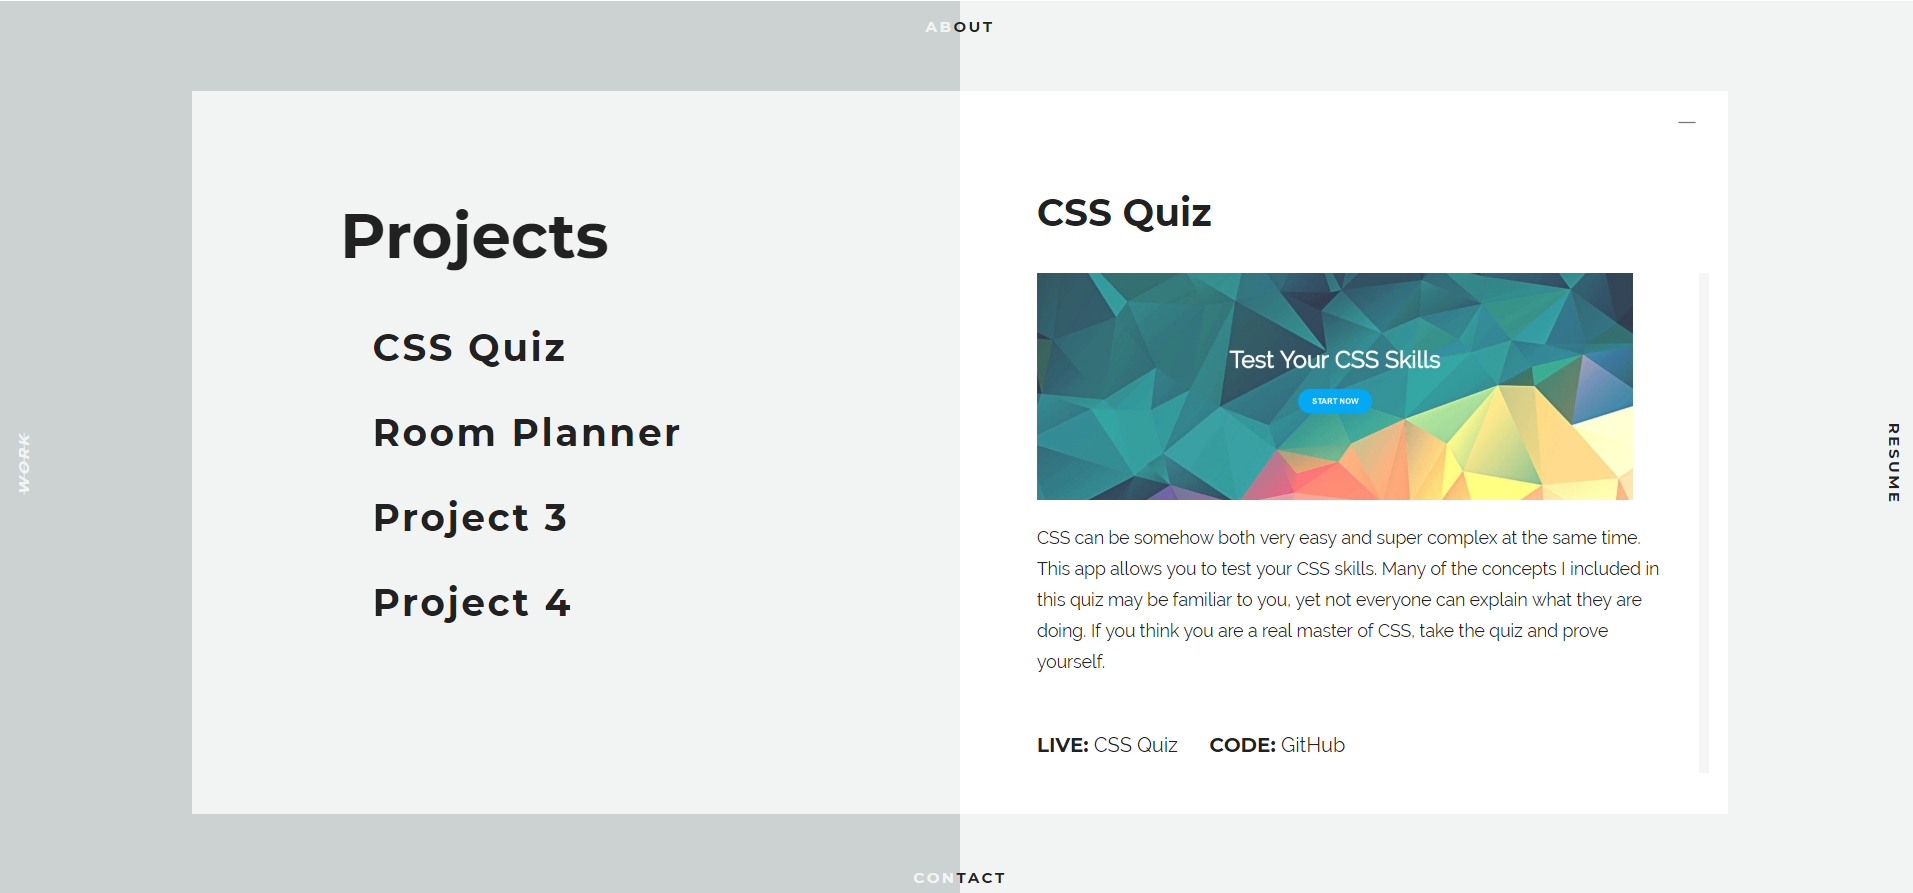 ABOUT
WORK
Projects
CSS Quiz
Room Planner
Project 3
Project 4
CSS Quiz
Test Your CSS Skills
START NOW
CSS can be somehow both very easy and super complex at the same time.
This app allows you to test your CSS skills. Many of the concepts I included in
this quiz may be familiar to you, yet not everyone can explain what they are
doing. If you think you are a real master of CSS, take the quiz and prove
yourself.
LIVE: CSS Quiz CODE: GitHub
RESUME
CONTACT